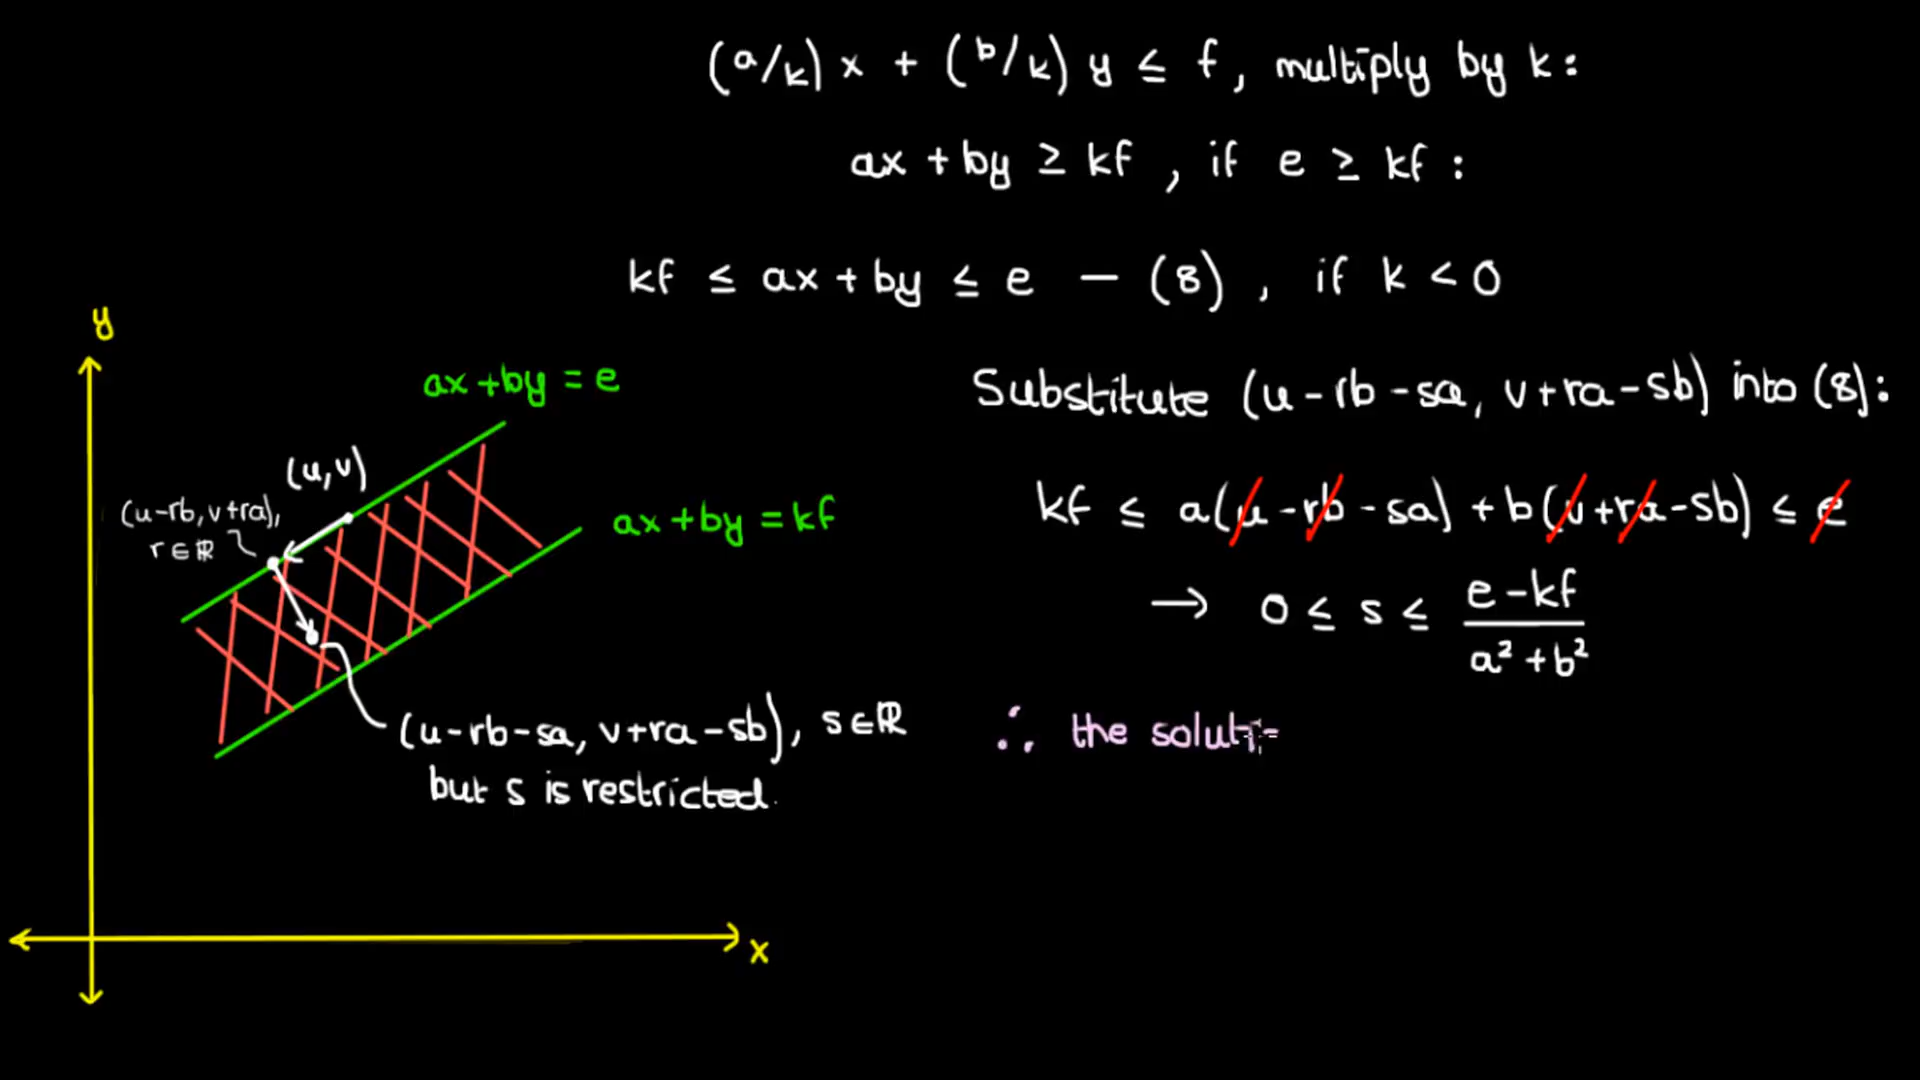 (a/k) x + (b/k) y ≤ f, multiply by k:
ax + by ≥ kf , if e ≥ kf :
kf ≤ ax + by ≤ e — (8) , if k < 0
y
ax + by = e
(u, v)
(u-rb, v+ra),
r ∈ ℝ
ax + by = kf
(u-rb-sa, v+ra-sb), s ∈ ℝ
but s is restricted.
x
Substitute (u-rb-sa, v+ra-sb) into (8):
kf ≤ a(u-rb-sa) + b(v+ra-sb) ≤ e
→ 0 ≤ s ≤ e-kf / a² + b²
∴ the solut